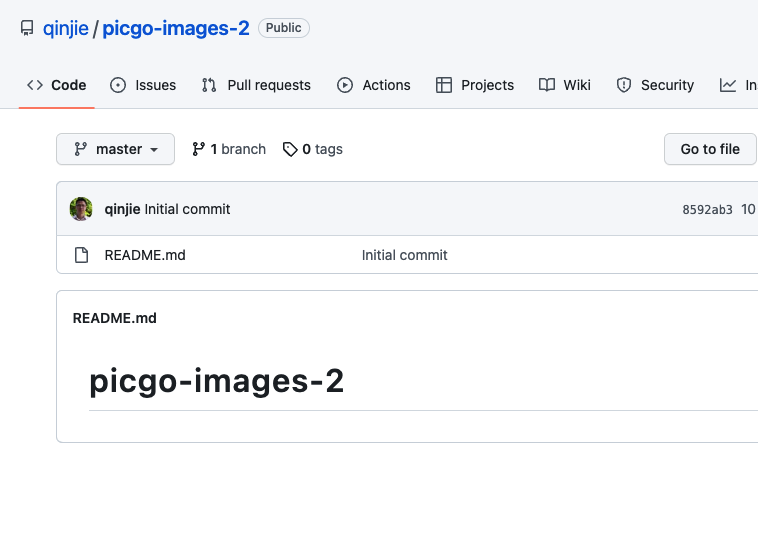 qinjie / picgo-images-2 Public
Code Issues Pull requests Actions Projects Wiki Security In
master 1 branch 0 tags Go to file
qinjie Initial commit 8592ab3 10
README.md Initial commit
README.md
picgo-images-2